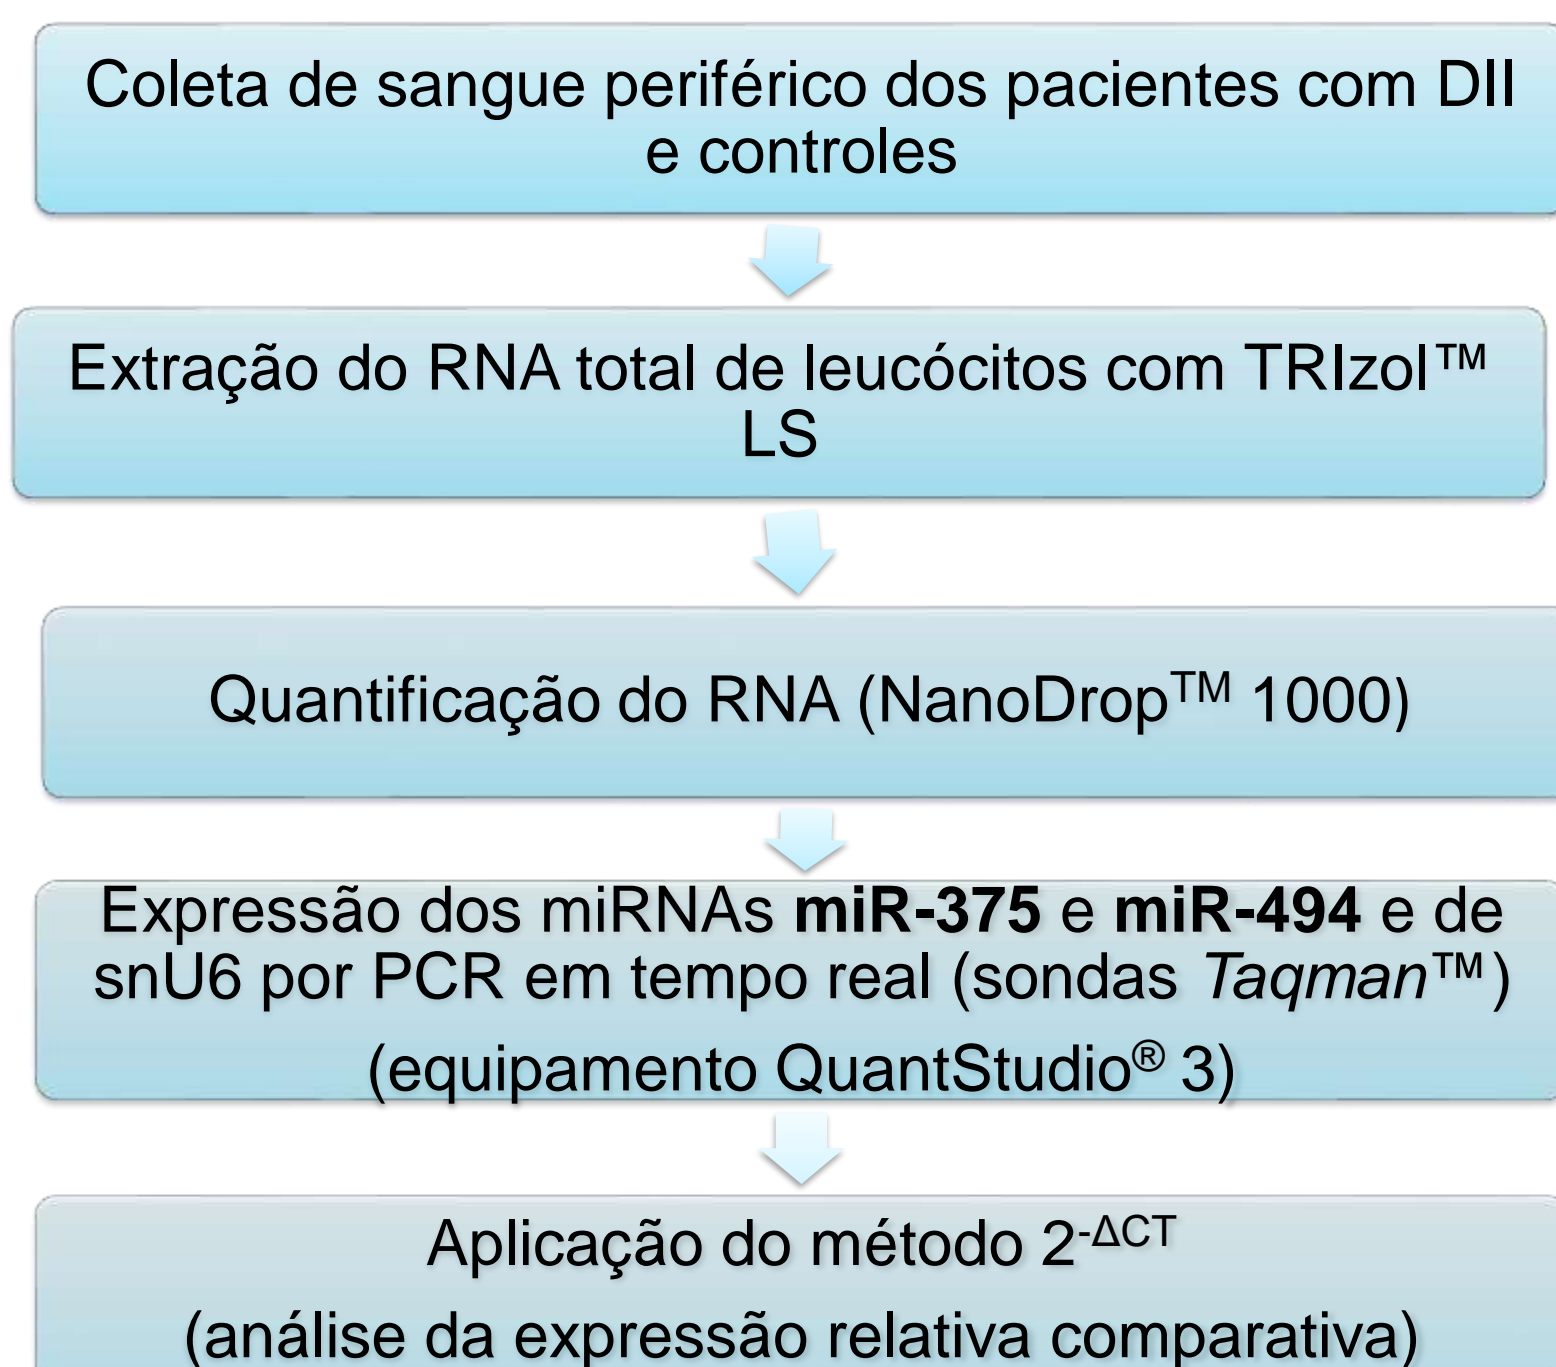 Coleta de sangue periférico dos pacientes com DII
e controles
Extração do RNA total de leucócitos com TRIzol™
LS
Quantificação do RNA (NanoDrop™ 1000)
Expressão dos miRNAs miR-375 e miR-494 e de
snU6 por PCR em tempo real (sondas Taqman™)
(equipamento QuantStudio® 3)
Aplicação do método 2-ΔCT
(análise da expressão relativa comparativa)